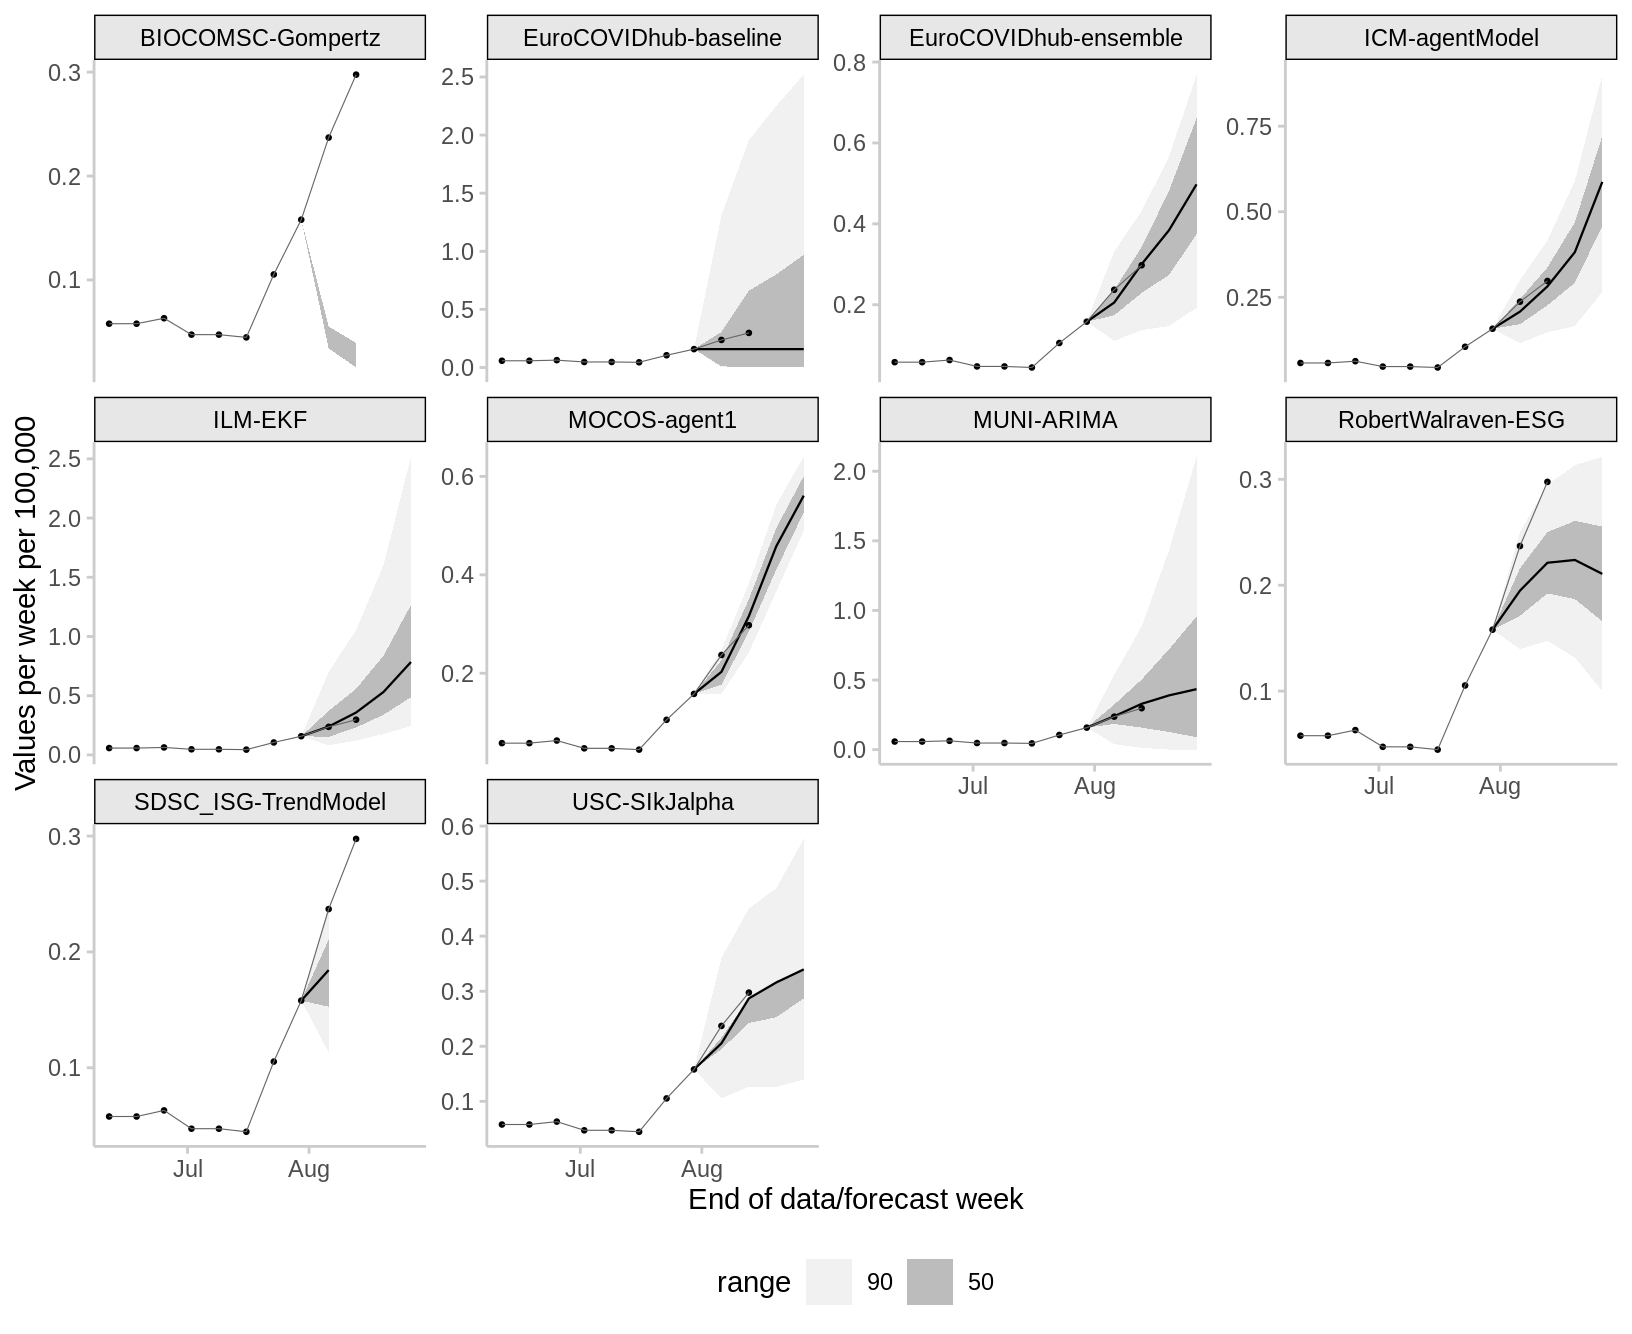 BIOCOMSC-Gompertz
EuroCOVIDhub-baseline
EuroCOVIDhub-ensemble
ICM-agentModel
0.3
0.2
0.1
2.5
2.0
1.5
1.0
0.5
0.0
0.8
0.6
0.4
0.2
0.75
0.50
0.25
Values per week per 100,000
ILM-EKF
MOCOS-agent1
MUNI-ARIMA
RobertWalraven-ESG
2.5
2.0
1.5
1.0
0.5
0.0
0.6
0.4
0.2
2.0
1.5
1.0
0.5
0.0
Jul Aug
0.3
0.2
0.1
Jul Aug
SDSC_ISG-TrendModel
USC-SIkJalpha
0.3
0.2
0.1
Jul Aug
0.6
0.5
0.4
0.3
0.2
0.1
Jul Aug
End of data/forecast week
range 90 50